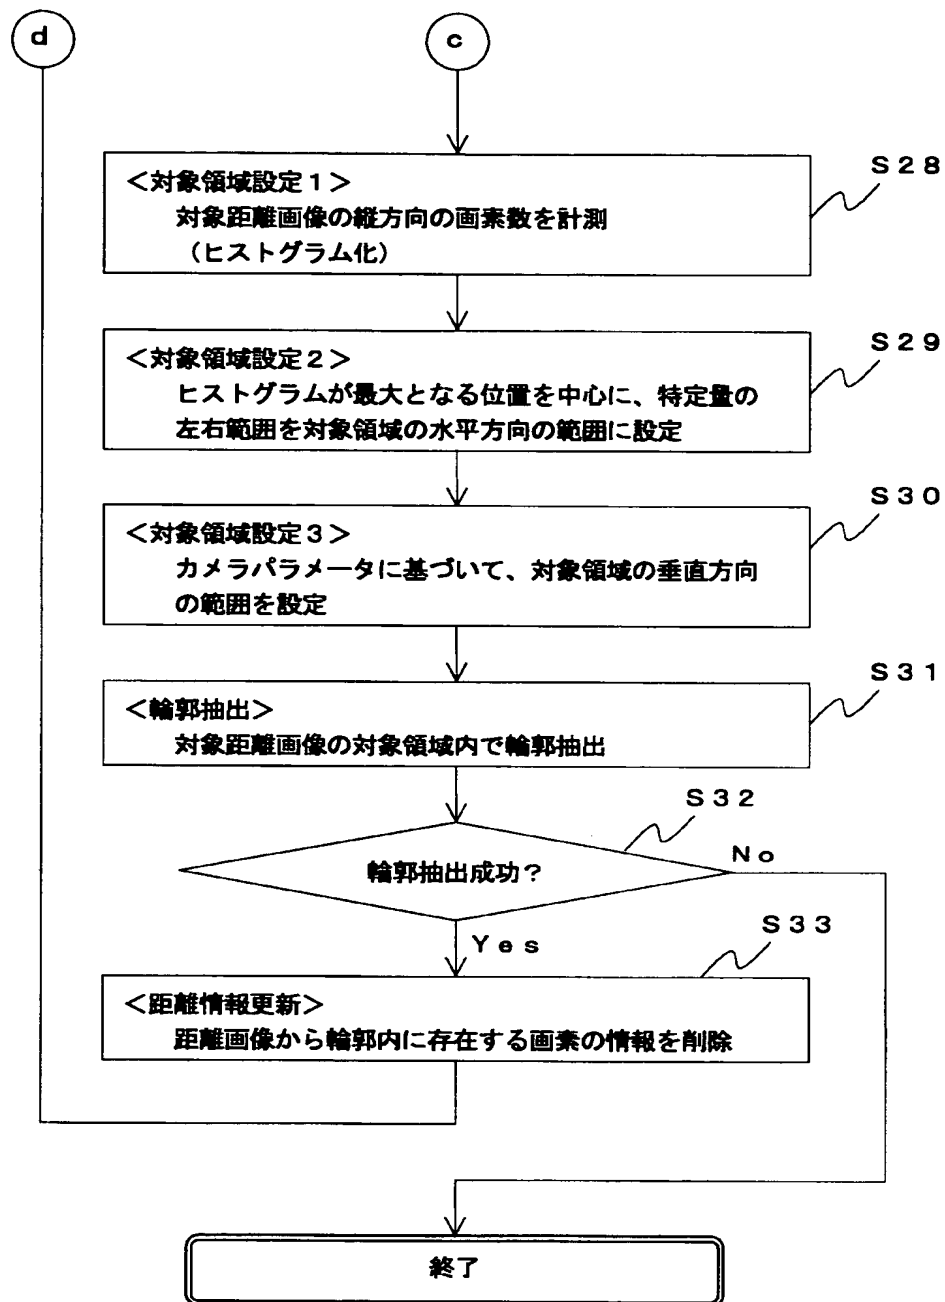 d
c
S28
＜対象領域設定1＞
対象距離画像の縦方向の画素数を計測
（ヒストグラム化）
S29
＜対象領域設定2＞
ヒストグラムが最大となる位置を中心に、特定量の
左右範囲を対象領域の水平方向の範囲に設定
S30
＜対象領域設定3＞
カメラパラメータに基づいて、対象領域の垂直方向
の範囲を設定
S31
＜輪郭抽出＞
対象距離画像の対象領域内で輪郭抽出
S32
輪郭抽出成功？
No
Yes
S33
＜距離情報更新＞
距離画像から輪郭内に存在する画素の情報を削除
終了